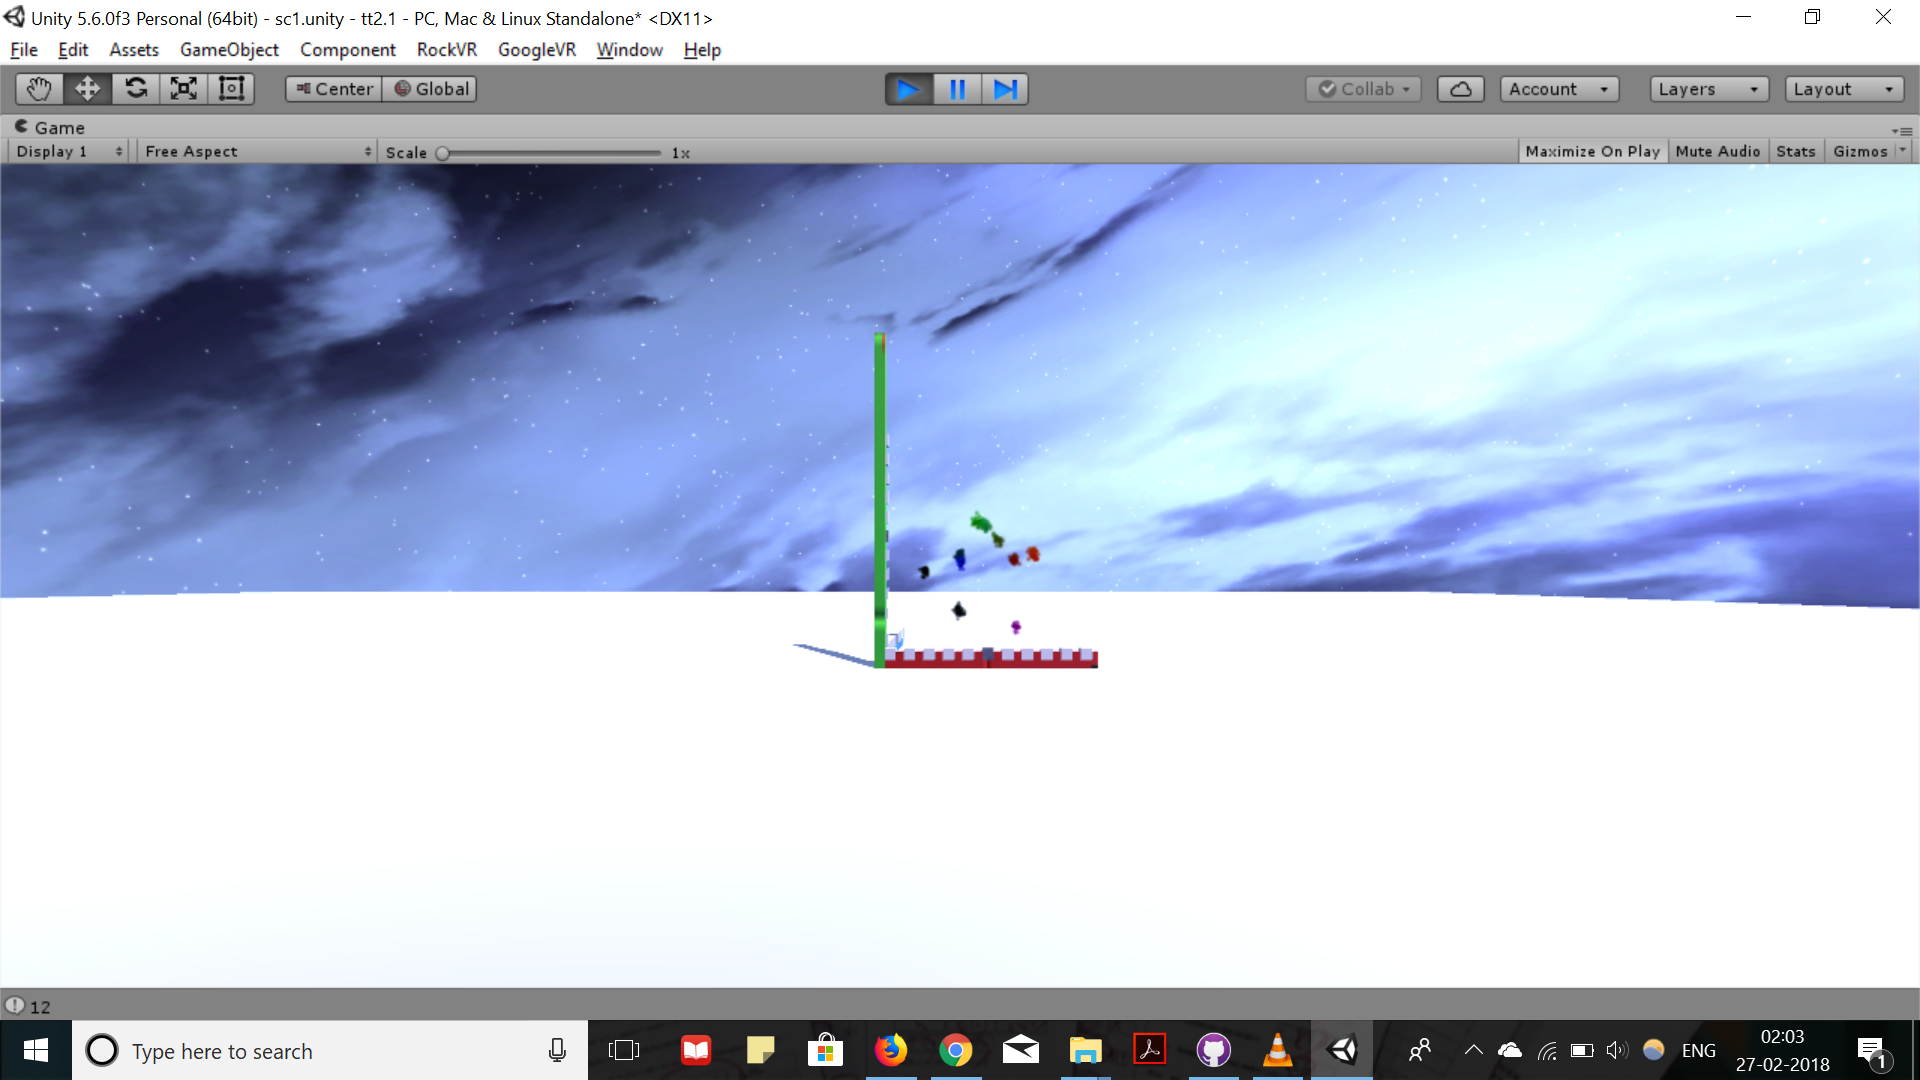 Unity 5.6.0f3 Personal (64bit) - sc1.unity - tt2.1 - PC, Mac & Linux Standalone* <DX11>
File Edit Assets GameObject Component RockVR GoogleVR Window Help
Center Global Collab Account Layers Layout
Game
Display 1 Free Aspect Scale 1x Maximize On Play Mute Audio Stats Gizmos
12
Type here to search ENG 02:03
27-02-2018 1